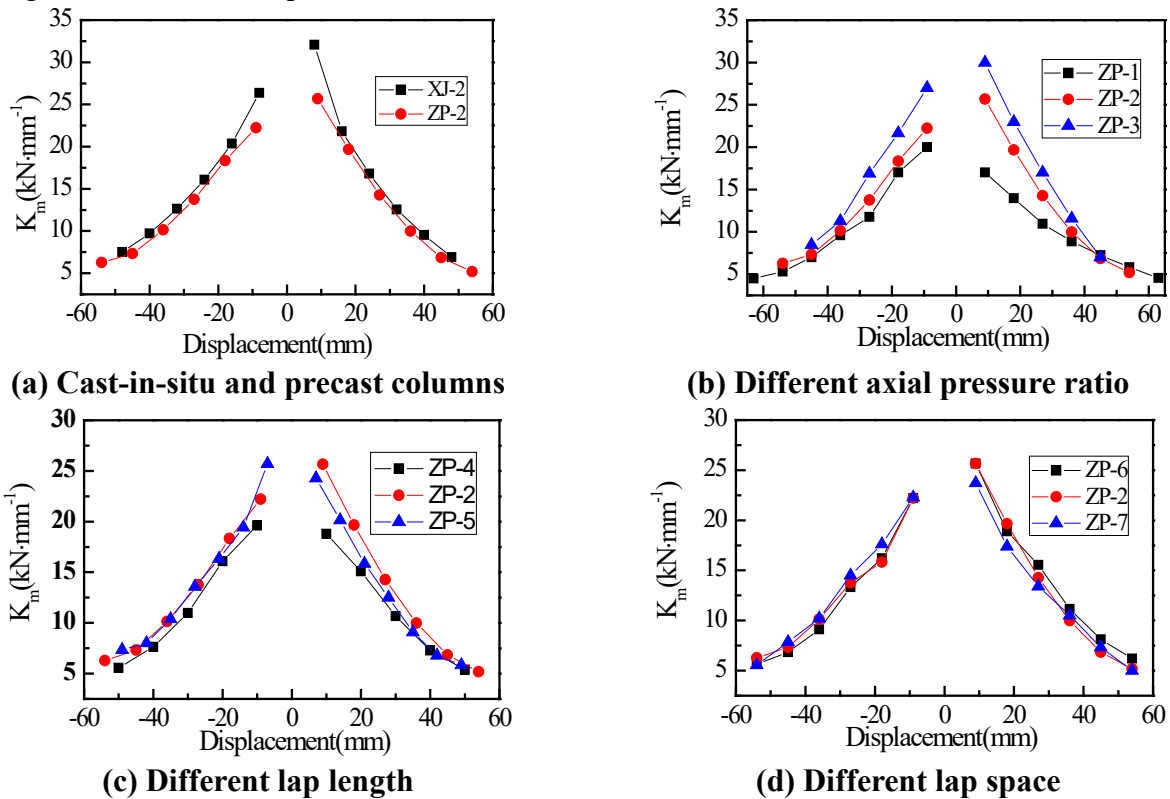 35
30
25
20
15
10
5
K_m(kN·mm⁻¹)
XJ-2
ZP-2
-60 -40 -20 0 20 40 60
Displacement(mm)
(a) Cast-in-situ and precast columns
35
30
25
20
15
10
5
K_m(kN·mm⁻¹)
ZP-1
ZP-2
ZP-3
-60 -40 -20 0 20 40 60
Displacement(mm)
(b) Different axial pressure ratio
30
25
20
15
10
5
K_m(kN·mm⁻¹)
ZP-4
ZP-2
ZP-5
-60 -40 -20 0 20 40 60
Displacement(mm)
(c) Different lap length
30
25
20
15
10
5
K_m(kN·mm⁻¹)
ZP-6
ZP-2
ZP-7
-60 -40 -20 0 20 40 60
Displacement(mm)
(d) Different lap space